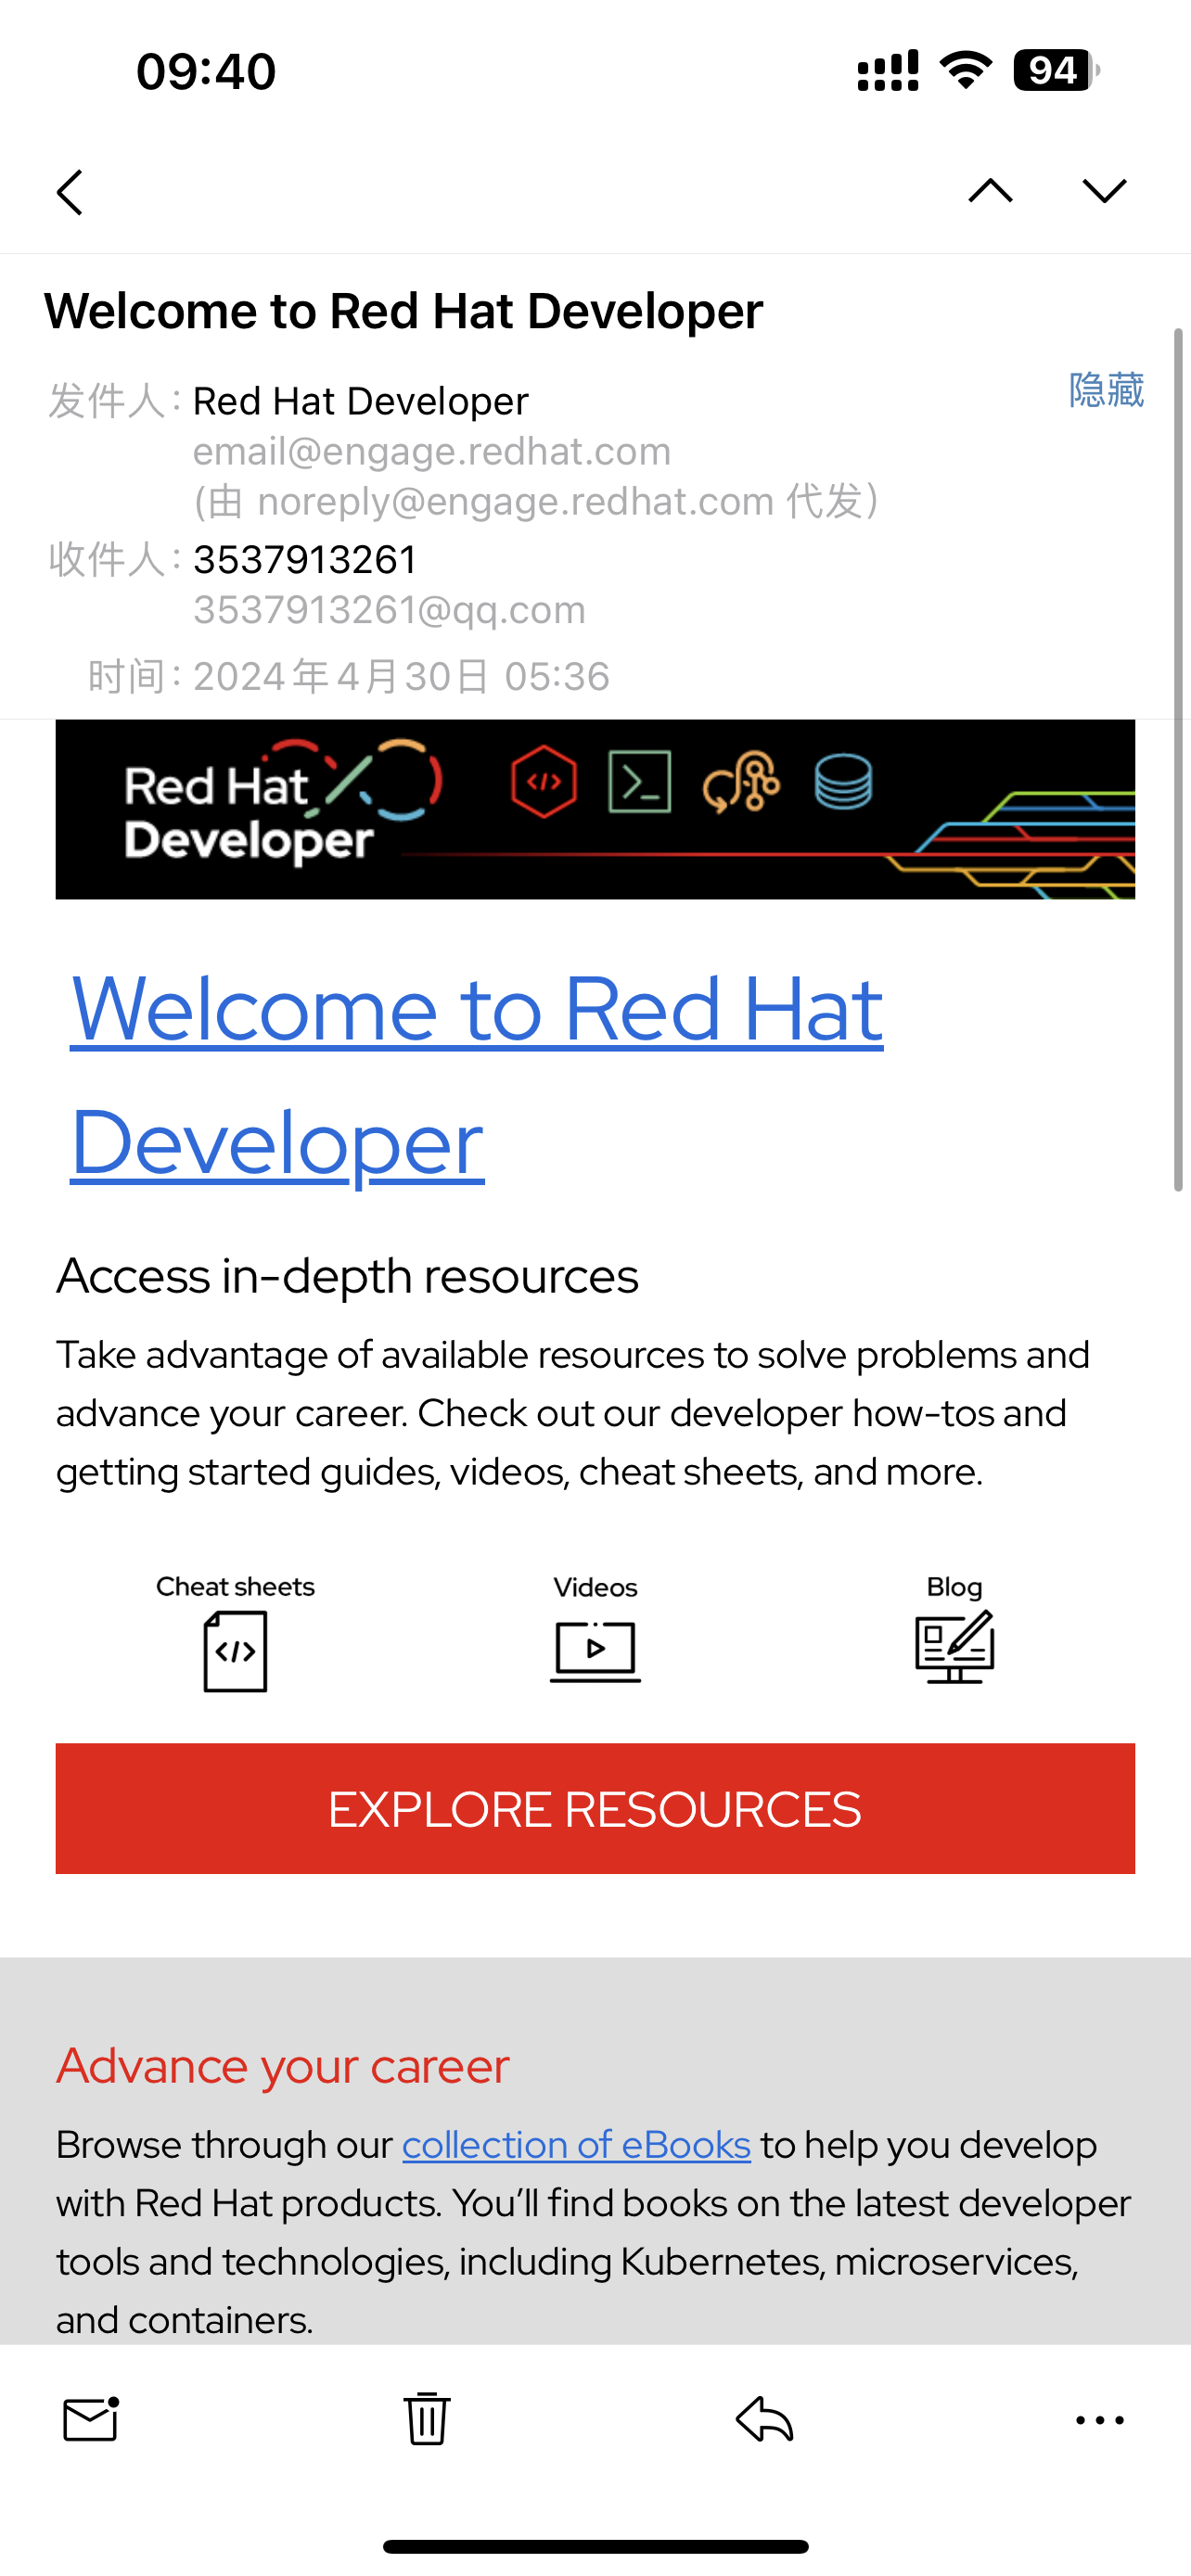 09:40
94
Welcome to Red Hat Developer
发件人: Red Hat Developer
隐藏
email@engage.redhat.com
(由 noreply@engage.redhat.com 代发)
收件人: 3537913261
3537913261@qq.com
时间: 2024年4月30日 05:36
Red Hat
Developer
Welcome to Red Hat
Developer
Access in-depth resources
Take advantage of available resources to solve problems and
advance your career. Check out our developer how-tos and
getting started guides, videos, cheat sheets, and more.
Cheat sheets Videos Blog
EXPLORE RESOURCES
Advance your career
Browse through our collection of eBooks to help you develop
with Red Hat products. You’ll find books on the latest developer
tools and technologies, including Kubernetes, microservices,
and containers.